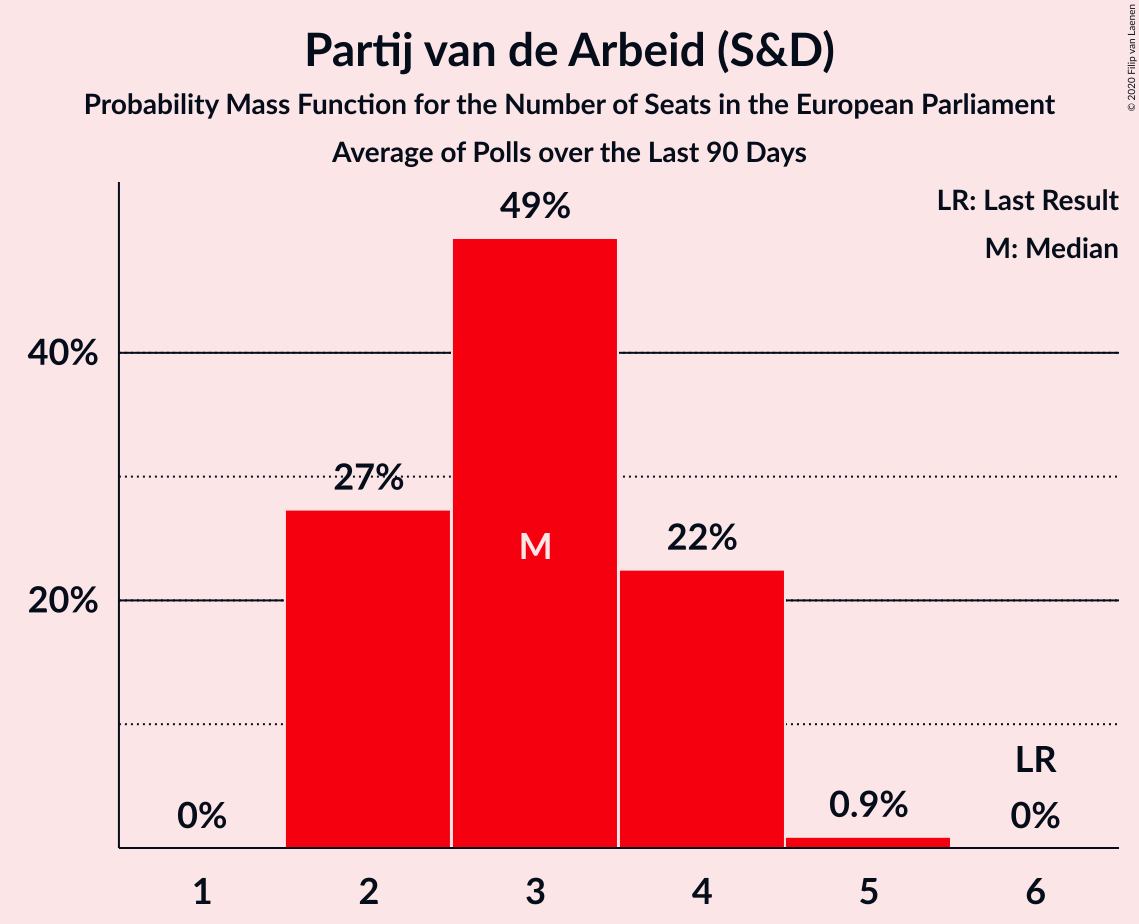 Partij van de Arbeid (S&D)
Probability Mass Function for the Number of Seats in the European Parliament
Average of Polls over the Last 90 Days
© 2020 Filip van Laenen
LR: Last Result
M: Median
49%
40%
27%
M
22%
20%
LR
0%
0.9%
0%
1 2 3 4 5 6